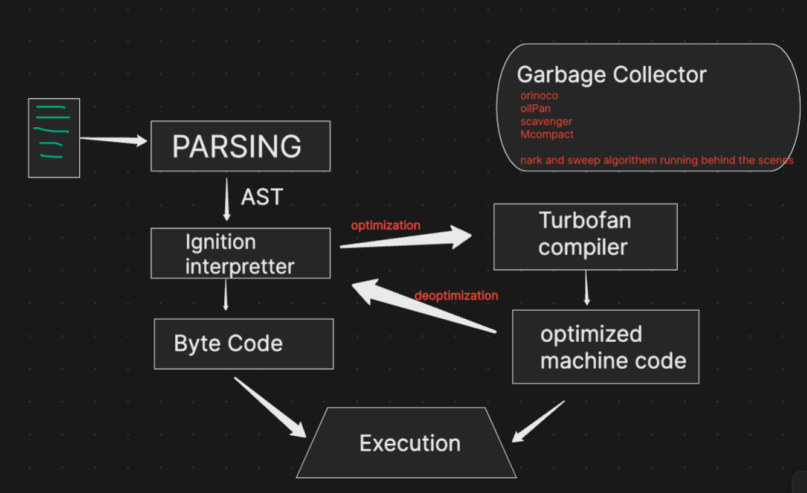 Garbage Collector
orinoco
oilPan
scavenger
Mcompact
nark and sweep algorithem running behind the scenes
PARSING
AST
Ignition
interpretter
optimization
Turbofan
compiler
deoptimization
Byte Code
optimized
machine code
Execution